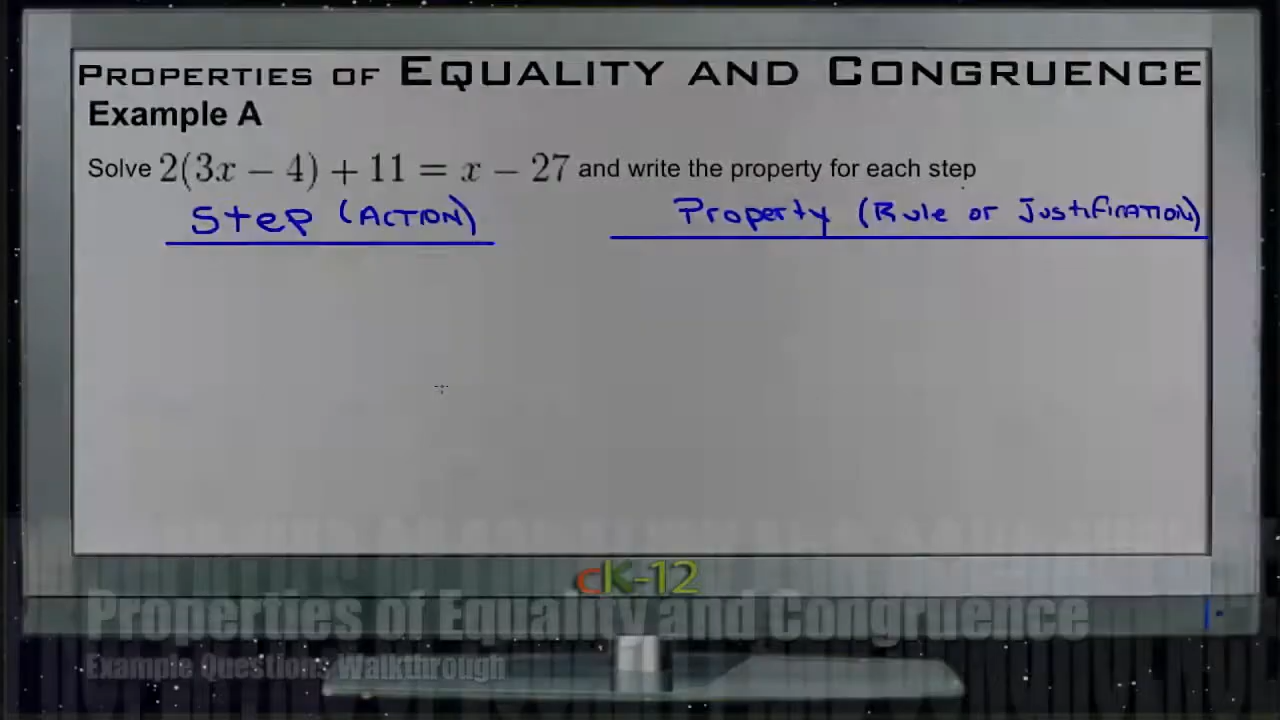 PROPERTIES OF EQUALITY AND CONGRUENCE
Example A
Solve 2(3x − 4) + 11 = x − 27 and write the property for each step
Step (ACTION)
Property (Rule or Justification)
cK-12
Properties of Equality and Congruence
Example Questions Walkthrough